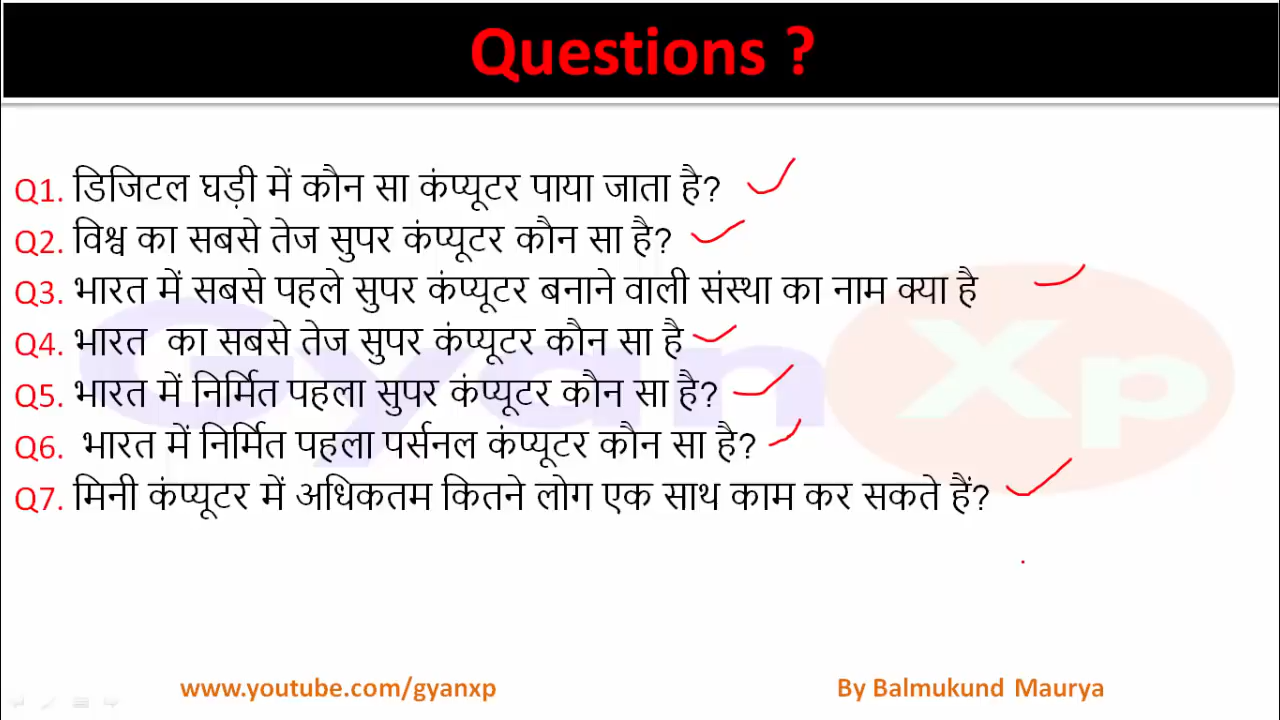 Questions ?
Q1. डिजिटल घड़ी में कौन सा कंप्यूटर पाया जाता है?
Q2. विश्व का सबसे तेज सुपर कंप्यूटर कौन सा है?
Q3. भारत में सबसे पहले सुपर कंप्यूटर बनाने वाली संस्था का नाम क्या है
Q4. भारत का सबसे तेज सुपर कंप्यूटर कौन सा है
Q5. भारत में निर्मित पहला सुपर कंप्यूटर कौन सा है?
Q6. भारत में निर्मित पहला पर्सनल कंप्यूटर कौन सा है?
Q7. मिनी कंप्यूटर में अधिकतम कितने लोग एक साथ काम कर सकते हैं?
Gyan Xp
www.youtube.com/gyanxp By Balmukund Maurya